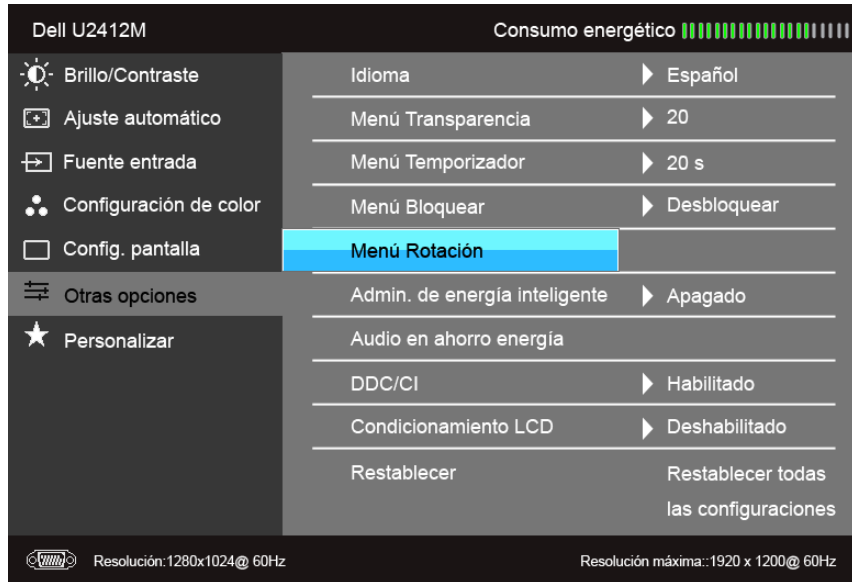 Dell U2412M Consumo energético
Brillo/Contraste
Ajuste automático
Fuente entrada
Configuración de color
Config. pantalla
Otras opciones
Personalizar
Idioma Español
Menú Transparencia 20
Menú Temporizador 20 s
Menú Bloquear Desbloquear
Menú Rotación
Admin. de energía inteligente Apagado
Audio en ahorro energía
DDC/CI Habilitado
Condicionamiento LCD Deshabilitado
Restablecer Restablecer todas
las configuraciones
Resolución:1280x1024@ 60Hz Resolución máxima::1920 x 1200@ 60Hz